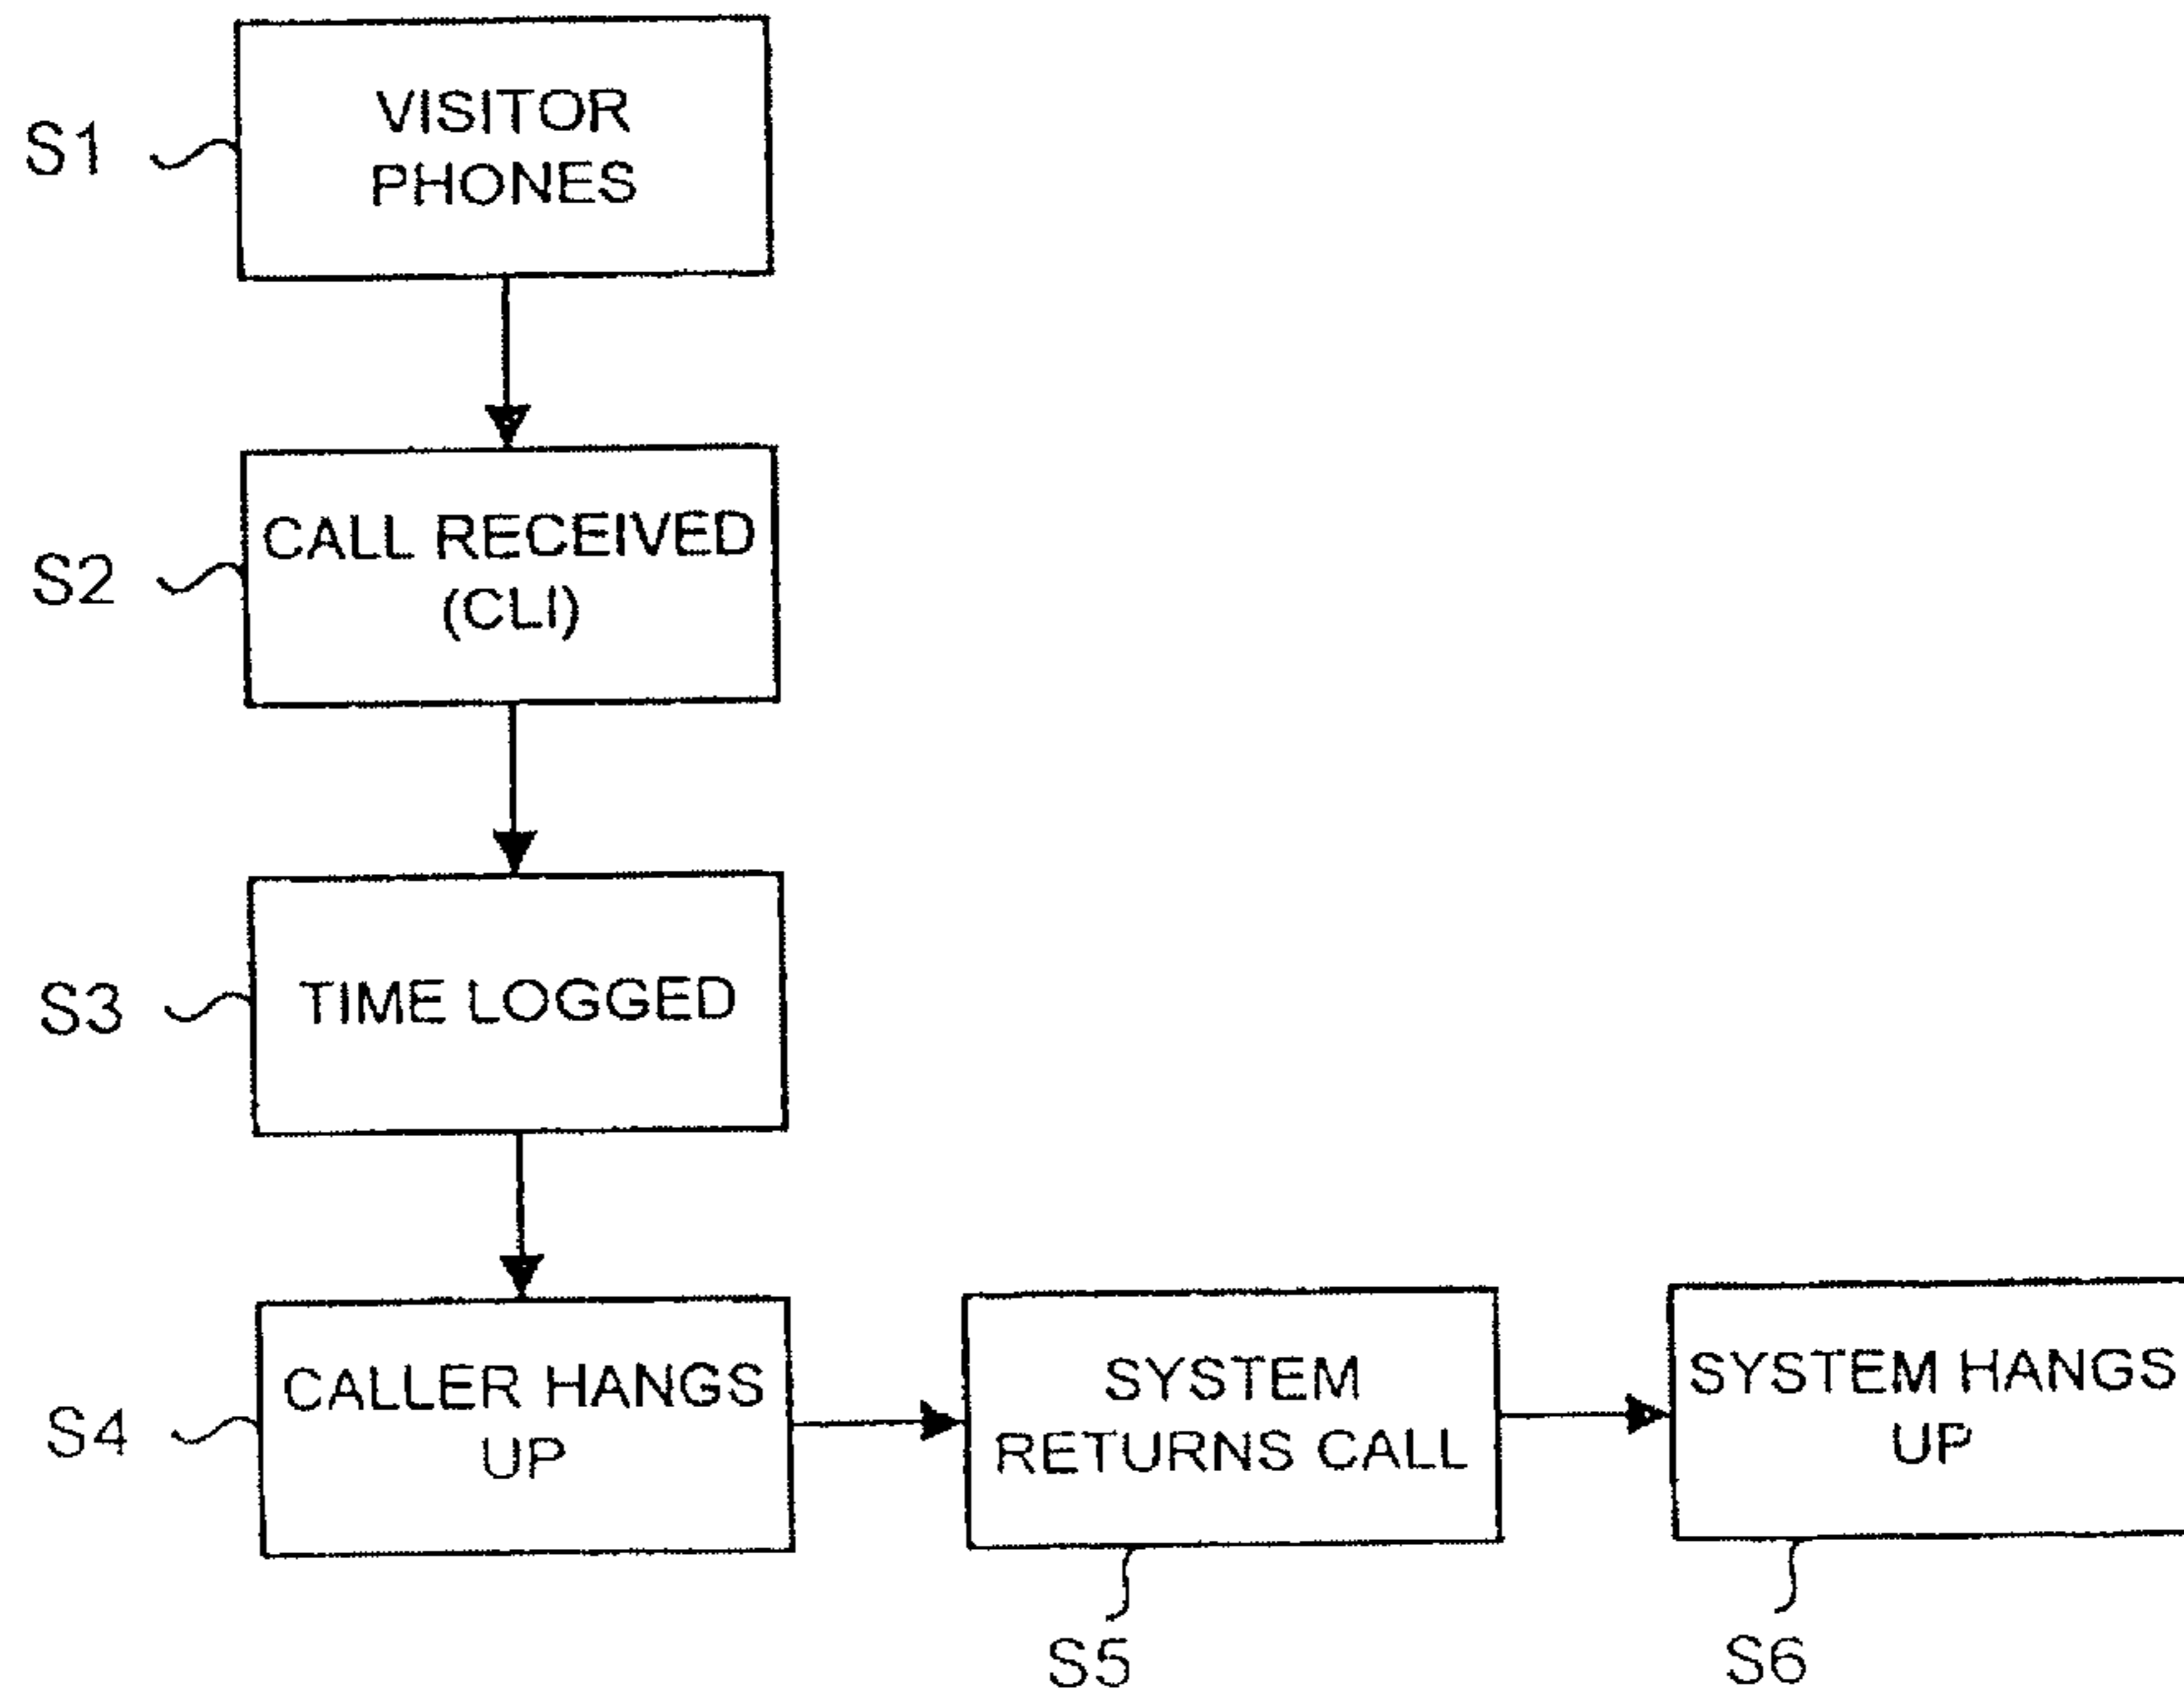 VISITOR
PHONES
S1
CALL RECEIVED
(CLI)
S2
TIME LOGGED
S3
CALLER HANGS
UP
S4
SYSTEM
RETURNS CALL
S5
SYSTEM HANGS
UP
S6